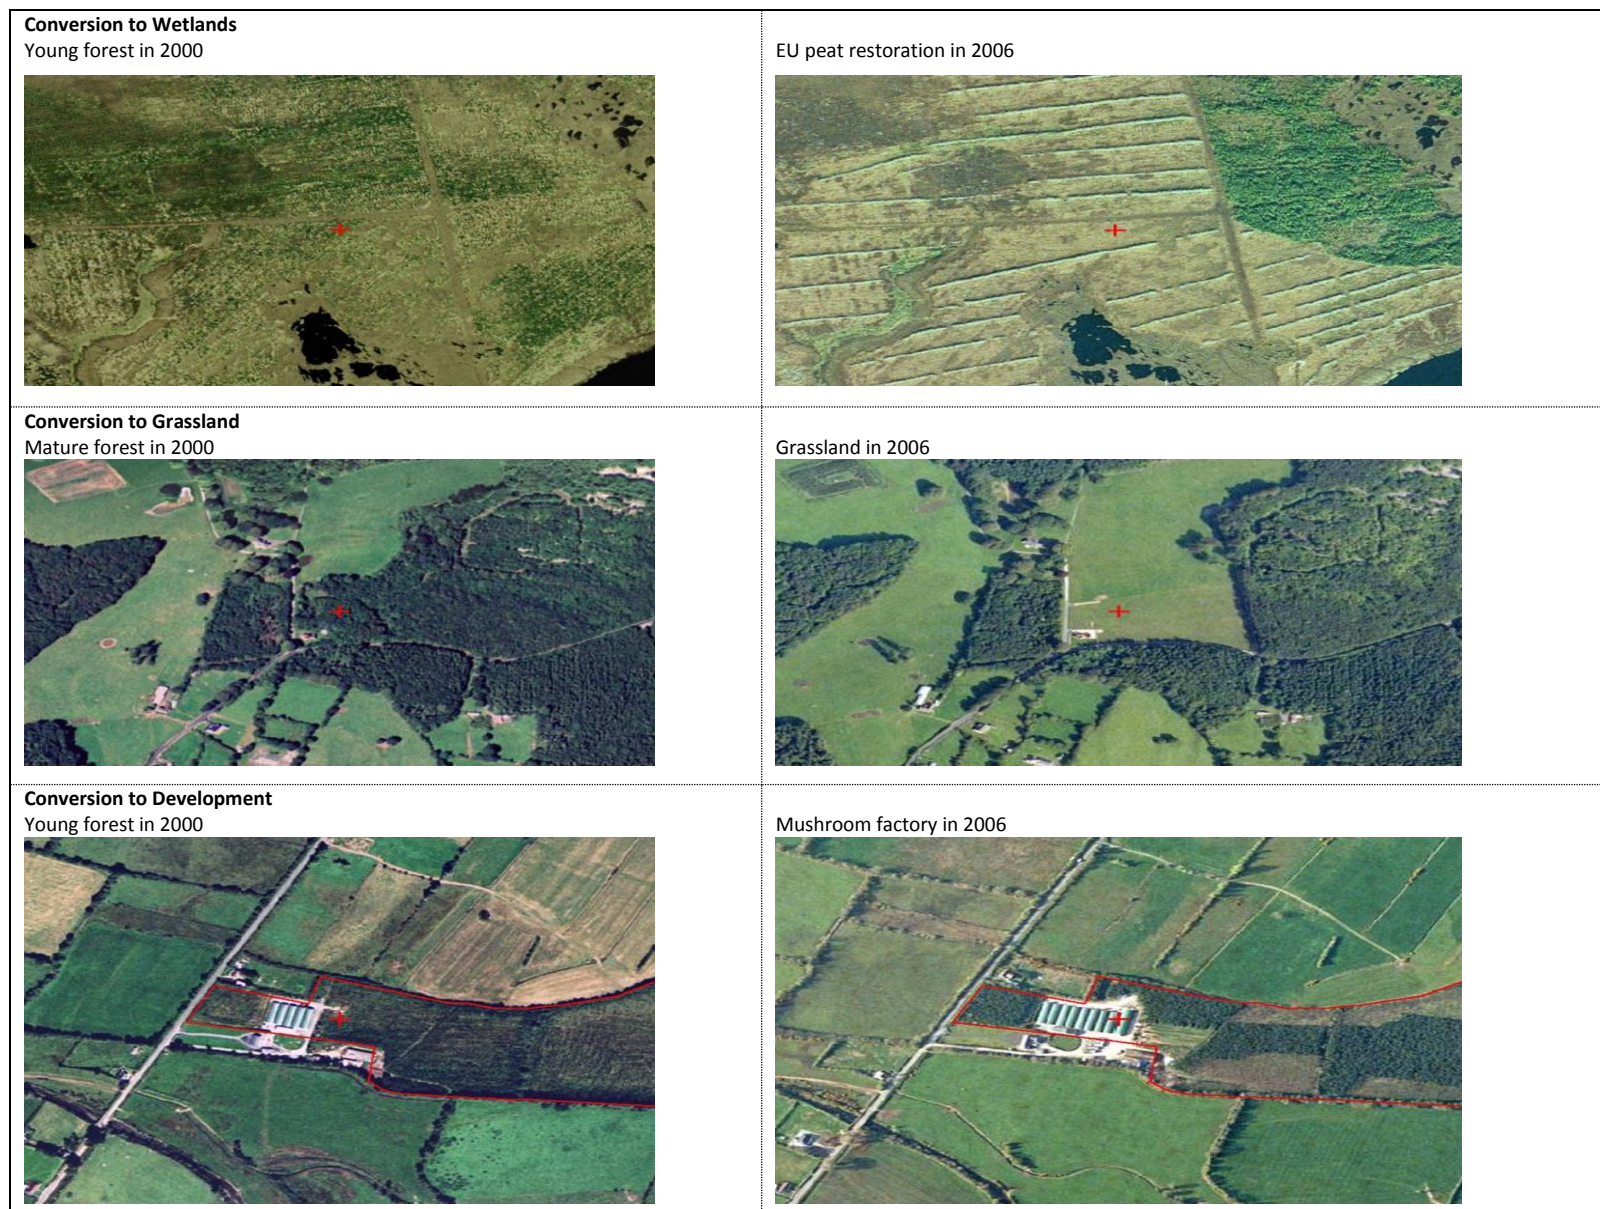 Conversion to Wetlands
Young forest in 2000
EU peat restoration in 2006
Conversion to Grassland
Mature forest in 2000
Grassland in 2006
Conversion to Development
Young forest in 2000
Mushroom factory in 2006